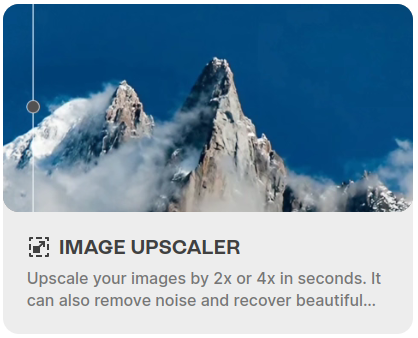 IMAGE UPSCALER
Upscale your images by 2x or 4x in seconds. It
can also remove noise and recover beautiful...